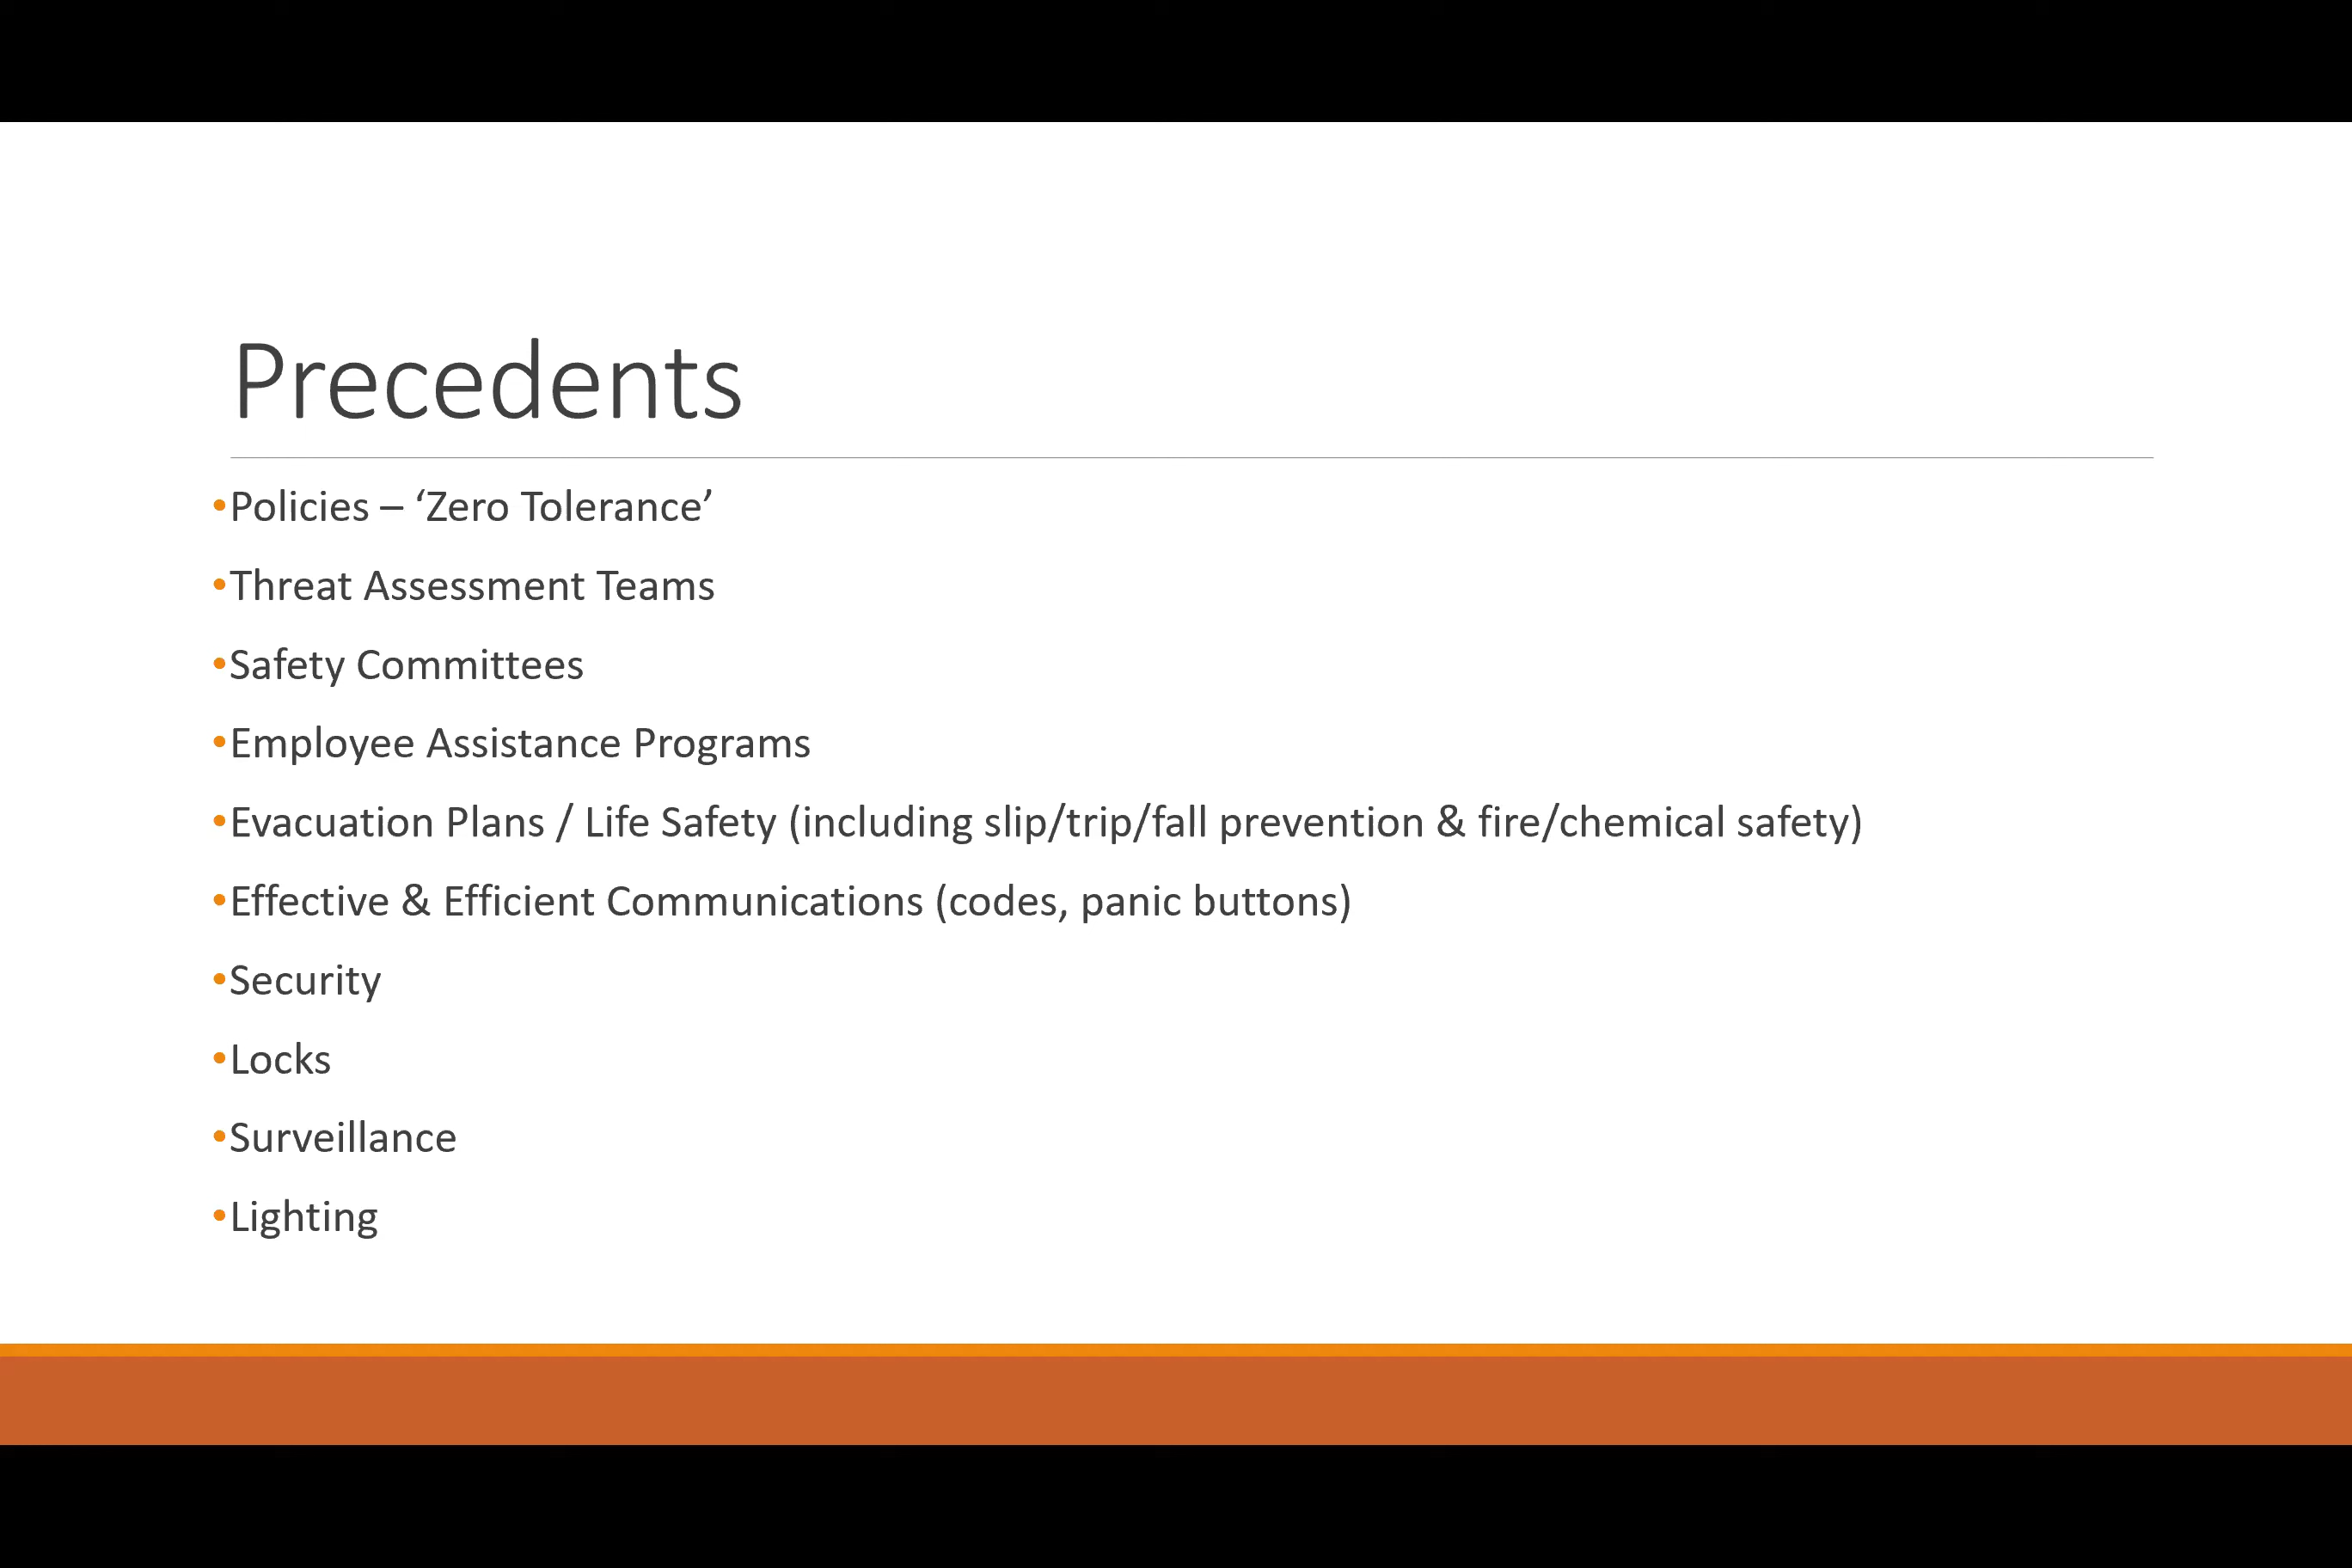 Precedents
•Policies – ‘Zero Tolerance’
•Threat Assessment Teams
•Safety Committees
•Employee Assistance Programs
•Evacuation Plans / Life Safety (including slip/trip/fall prevention & fire/chemical safety)
•Effective & Efficient Communications (codes, panic buttons)
•Security
•Locks
•Surveillance
•Lighting